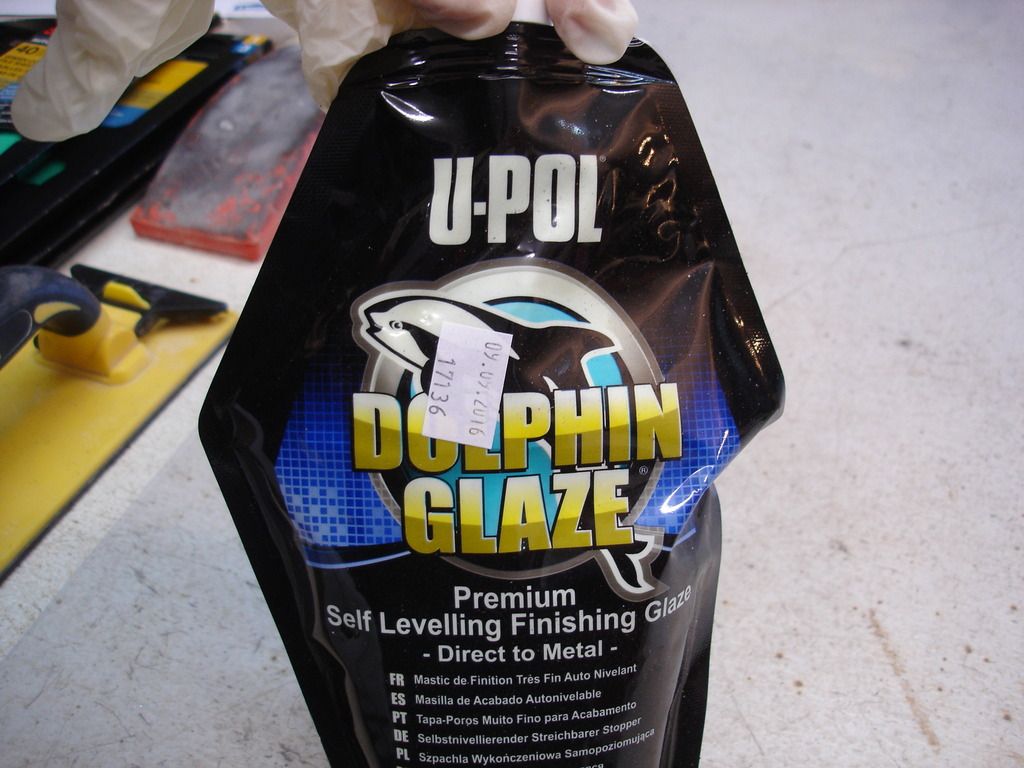 U-POL
09.09.2016
17136
DOLPHIN
GLAZE
®
Premium
Self Levelling Finishing Glaze
- Direct to Metal -
FR Mastic de Finition Très Fin Auto Nivelant
ES Masilla de Acabado Autonivelable
PT Tapa-Poros Muito Fino para Acabamento
DE Selbstnivellierender Streichbarer Stopper
PL Szpachla Wykończeniowa Samopoziomująca
40